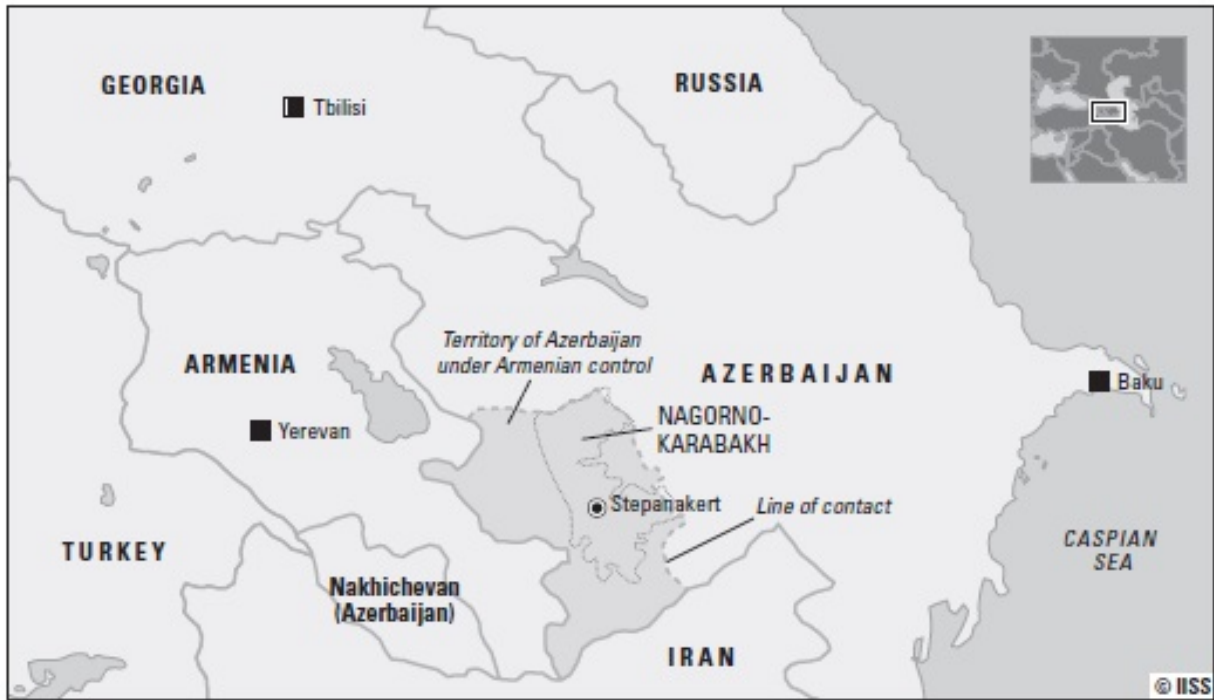 GEORGIA
Tbilisi
RUSSIA
Territory of Azerbaijan
under Armenian control
ARMENIA
AZERBAIJAN
Baku
NAGORNO-
KARABAKH
Yerevan
Stepanakert
Line of contact
CASPIAN
SEA
TURKEY
Nakhichevan
(Azerbaijan)
IRAN
© IISS